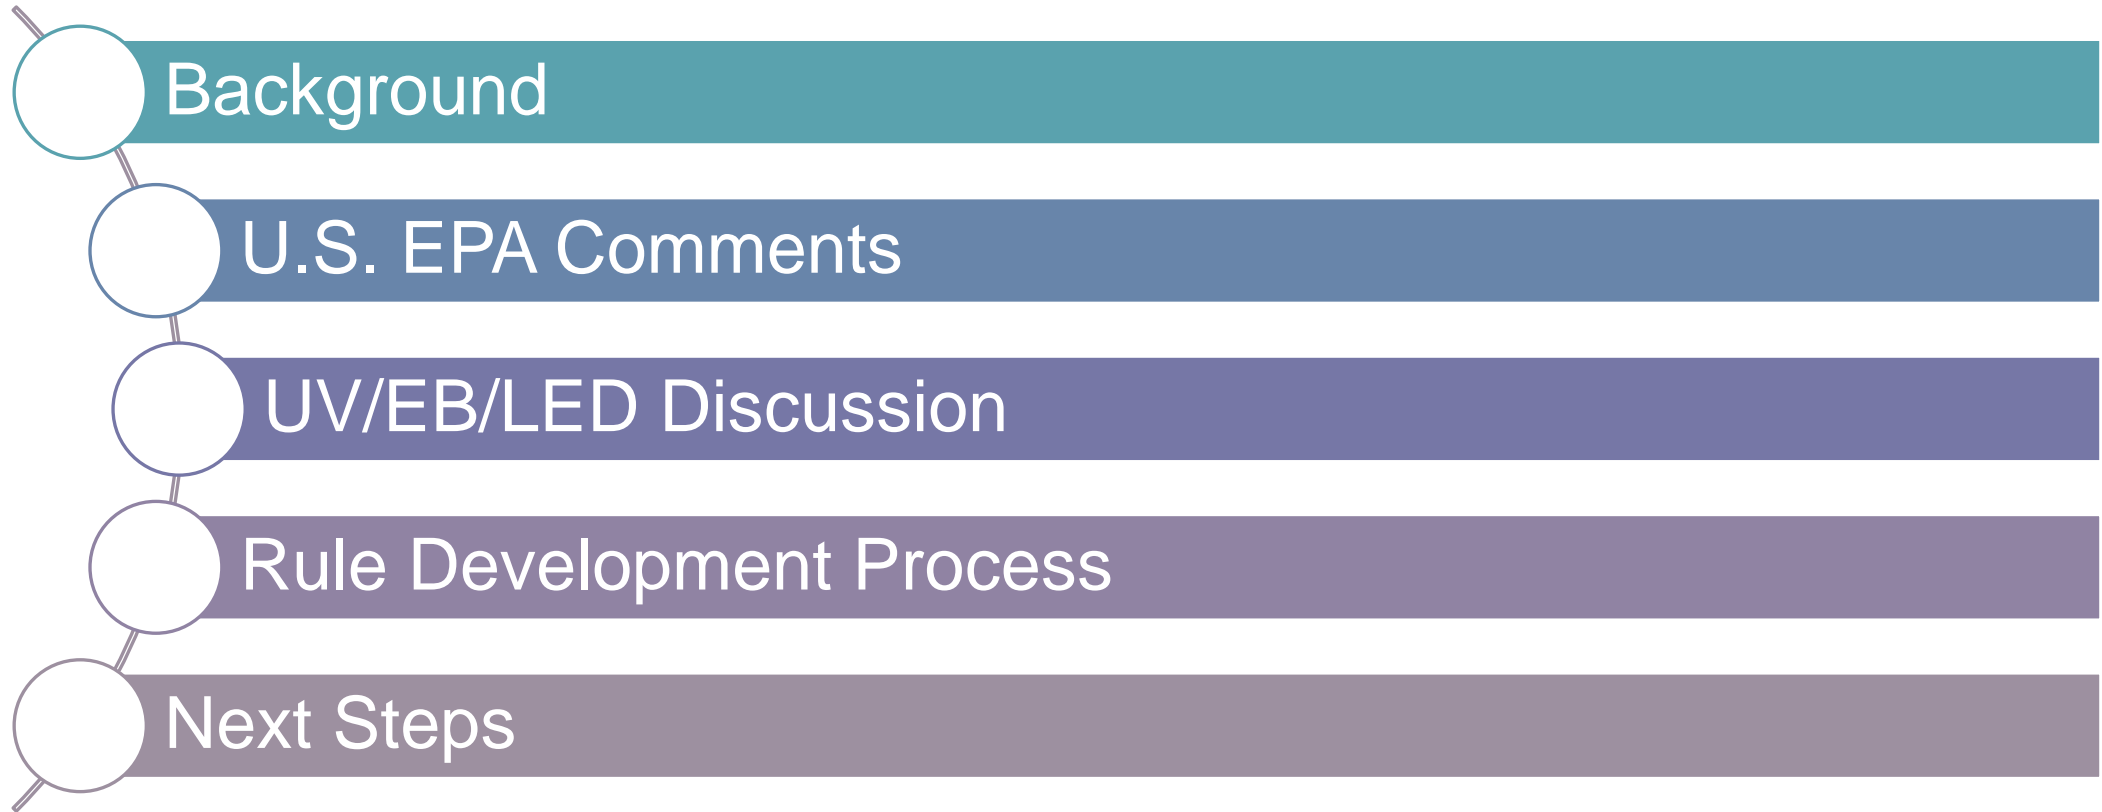 Background
U.S. EPA Comments
UV/EB/LED Discussion
Rule Development Process
Next Steps